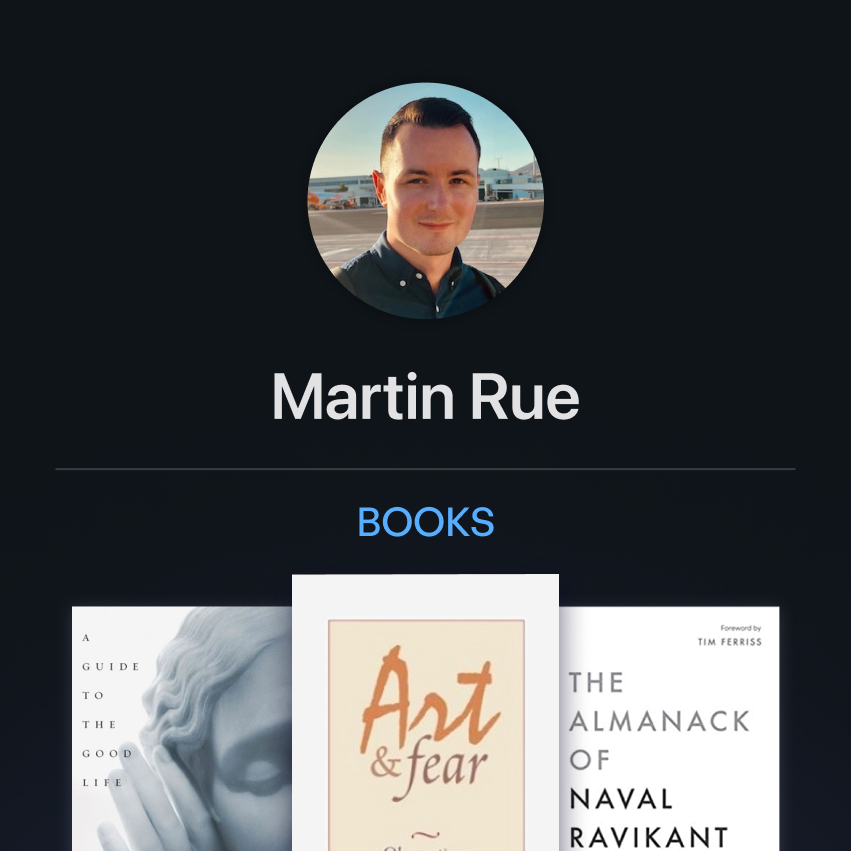 Martin Rue
BOOKS
A
GUIDE
TO
THE
GOOD
LIFE
Art
& fear
~
Foreword by
TIM FERRISS
THE
ALMANACK
OF
NAVAL
RAVIKANT